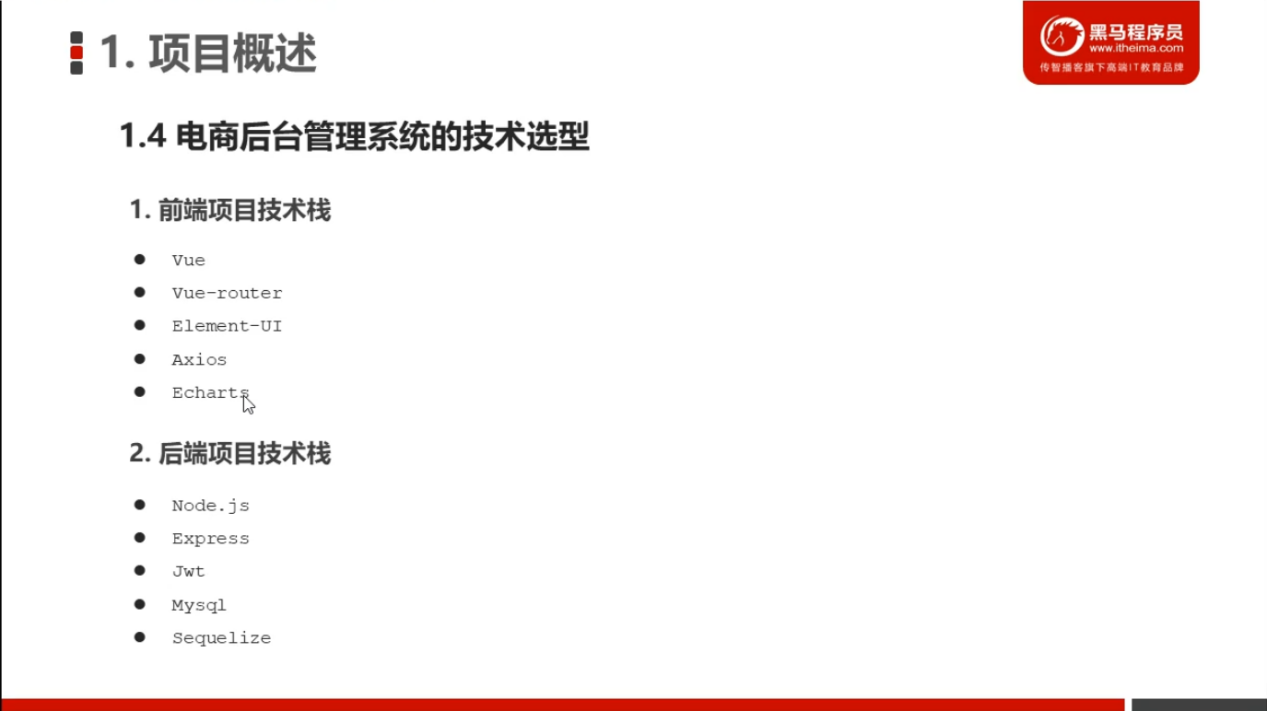 1. 项目概述
黑马程序员
www.itheima.com
传智播客旗下高端IT教育品牌
1.4 电商后台管理系统的技术选型
1. 前端项目技术栈
● Vue
● Vue-router
● Element-UI
● Axios
● Echarts
2. 后端项目技术栈
● Node.js
● Express
● Jwt
● Mysql
● Sequelize